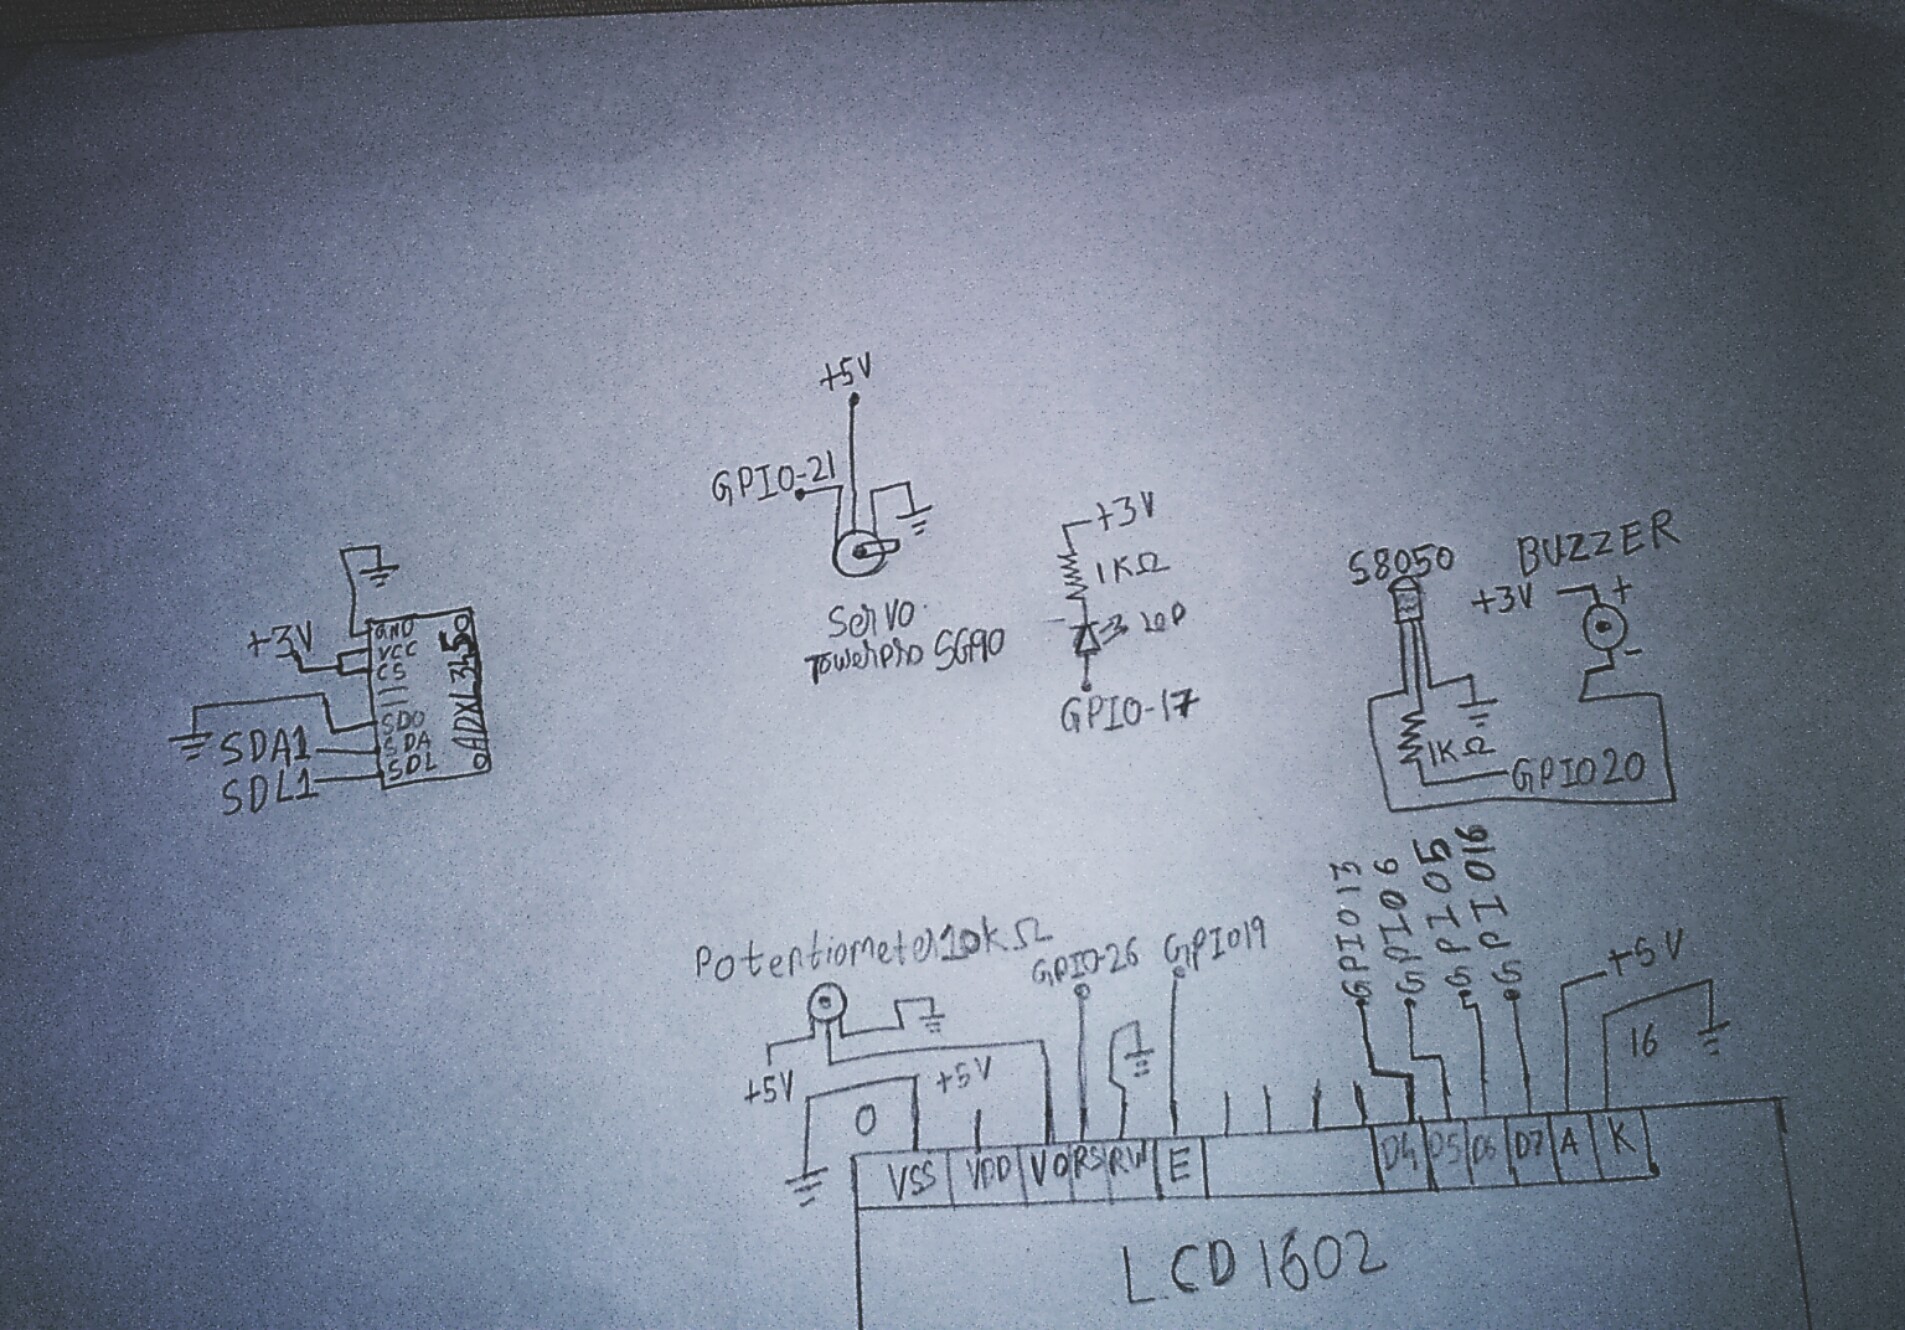 +5V
GPIO-21
Servo
Towerpro SG90
+3V
1KΩ
GPIO-17
S8050
BUZZER
+3V
+
-
1KΩ
GPIO20
+3V
GND
VCC
CS
SDO
SDA
SDL
ADXL345
SDA1
SDL1
Potentiometer10kΩ
GPIO-26
GPIO19
GPIO13
GPIO6
GPIO5
GPIO16
+5V
+5V
+5V
0
16
VSS
VDD
VO
RS
RW
E
D4
D5
D6
D7
A
K
LCD1602